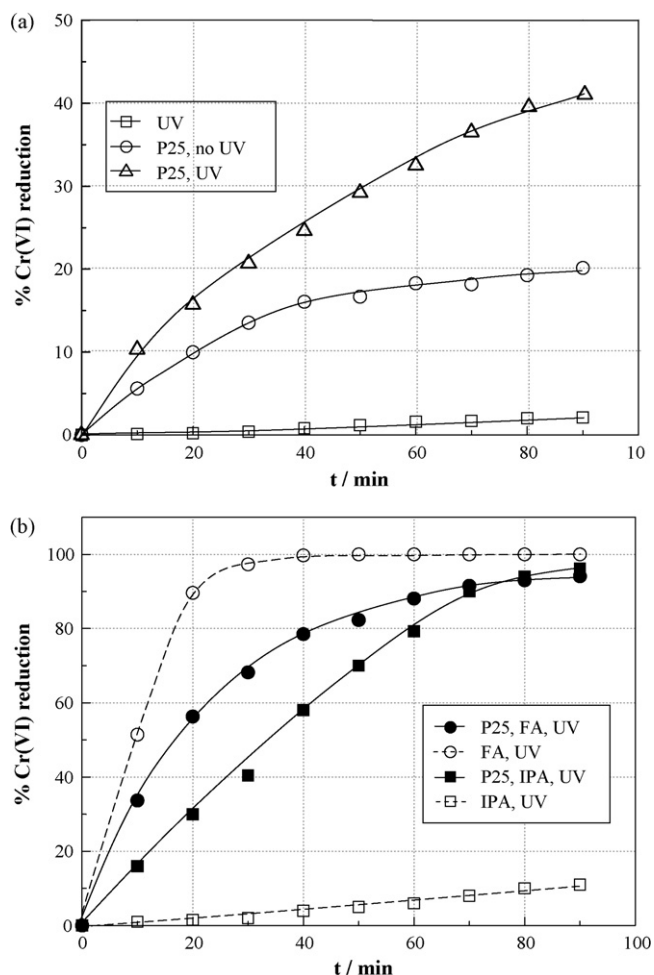 (a)
50
40
30
20
10
0
UV
P25, no UV
P25, UV
% Cr(VI) reduction
0 20 40 60 80 10
t / min
(b)
100
80
60
40
20
0
P25, FA, UV
FA, UV
P25, IPA, UV
IPA, UV
% Cr(VI) reduction
0 20 40 60 80 100
t / min